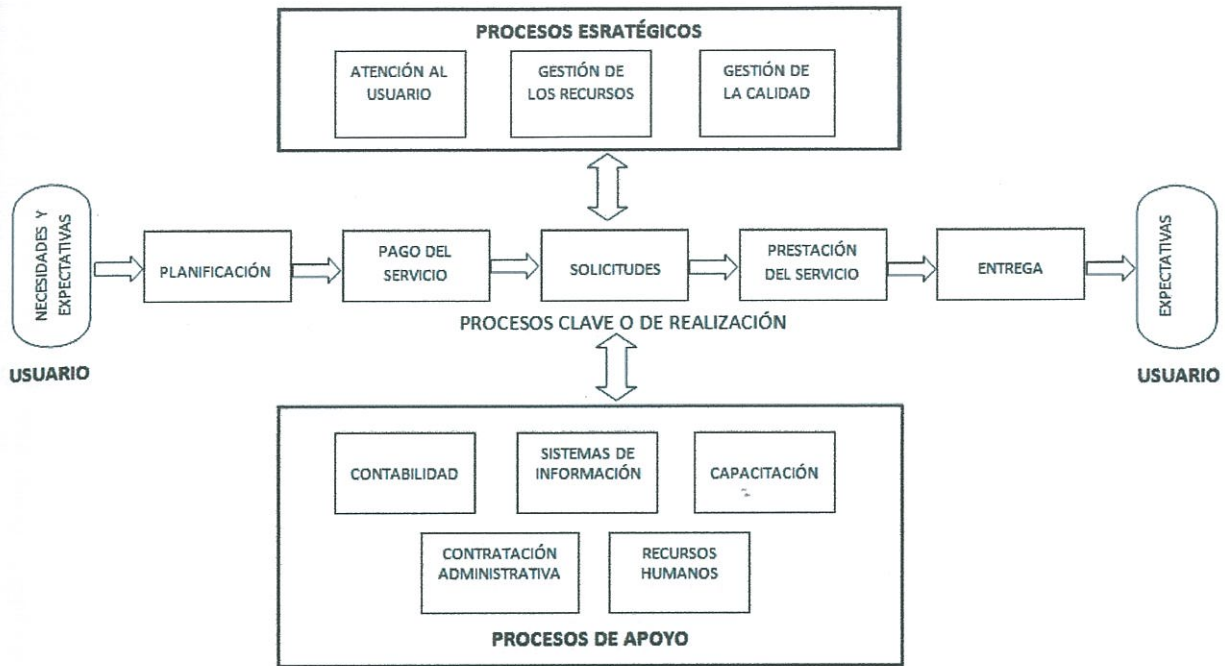 PROCESOS ESRATÉGICOS
ATENCIÓN AL
USUARIO
GESTIÓN DE
LOS RECURSOS
GESTIÓN DE
LA CALIDAD
NECESIDADES Y
EXPECTATIVAS
USUARIO
PLANIFICACIÓN
PAGO DEL
SERVICIO
SOLICITUDES
PRESTACIÓN
DEL SERVICIO
ENTREGA
EXPECTATIVAS
USUARIO
PROCESOS CLAVE O DE REALIZACIÓN
CONTABILIDAD
SISTEMAS DE
INFORMACIÓN
CAPACITACIÓN
CONTRATACIÓN
ADMINISTRATIVA
RECURSOS
HUMANOS
PROCESOS DE APOYO